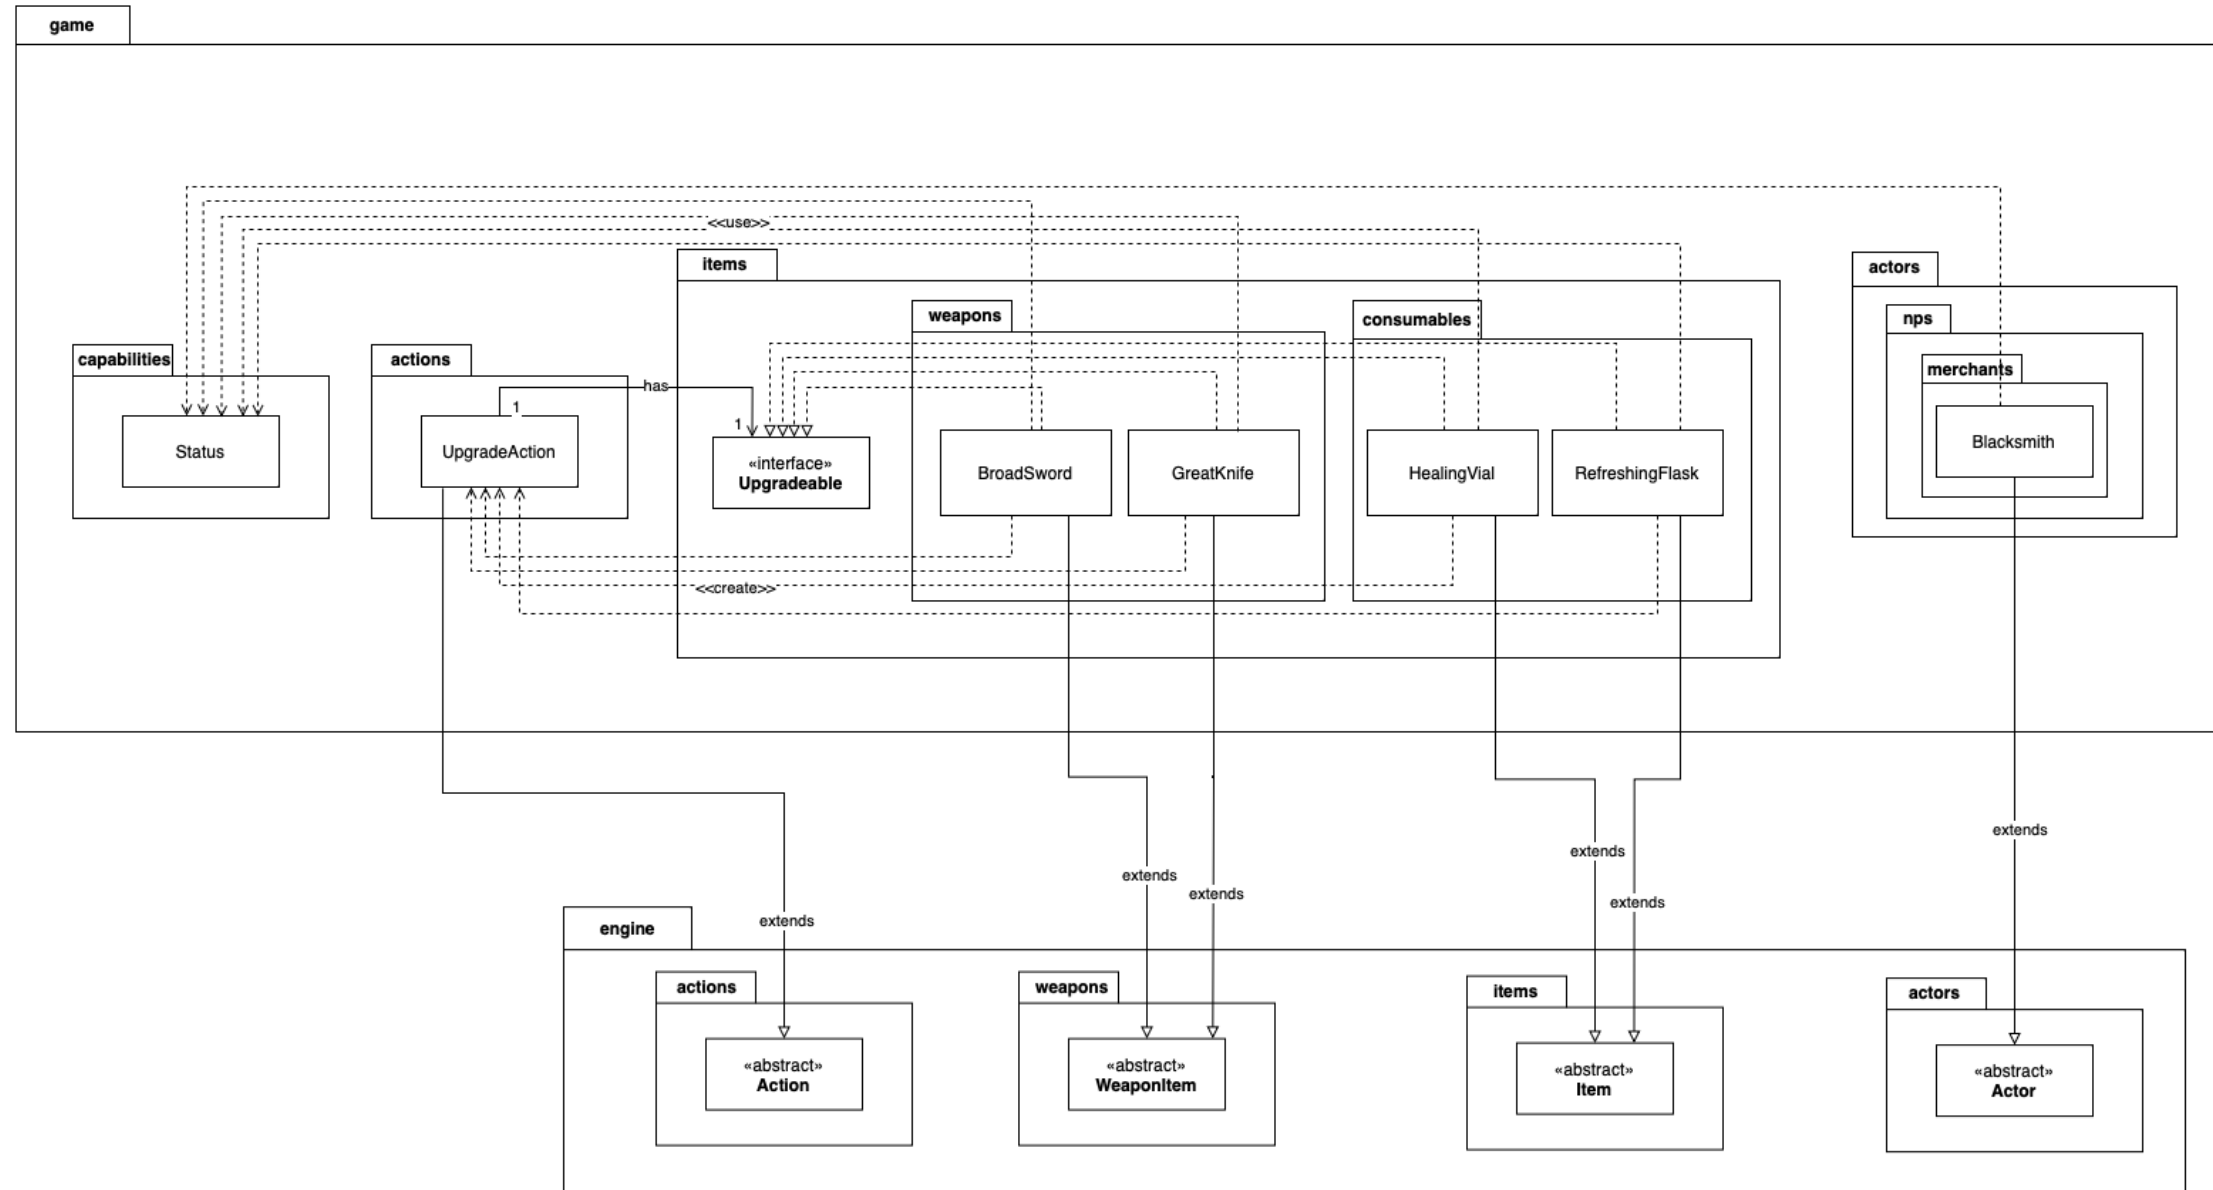 game
<<use>>
items
actors
weapons
consumables
nps
capabilities
actions
merchants
has
1
1
Status
UpgradeAction
«interface»
Upgradeable
BroadSword
GreatKnife
HealingVial
RefreshingFlask
Blacksmith
<<create>>
extends
extends
extends
extends
extends
extends
engine
actions
weapons
items
actors
«abstract»
Action
«abstract»
WeaponItem
«abstract»
Item
«abstract»
Actor